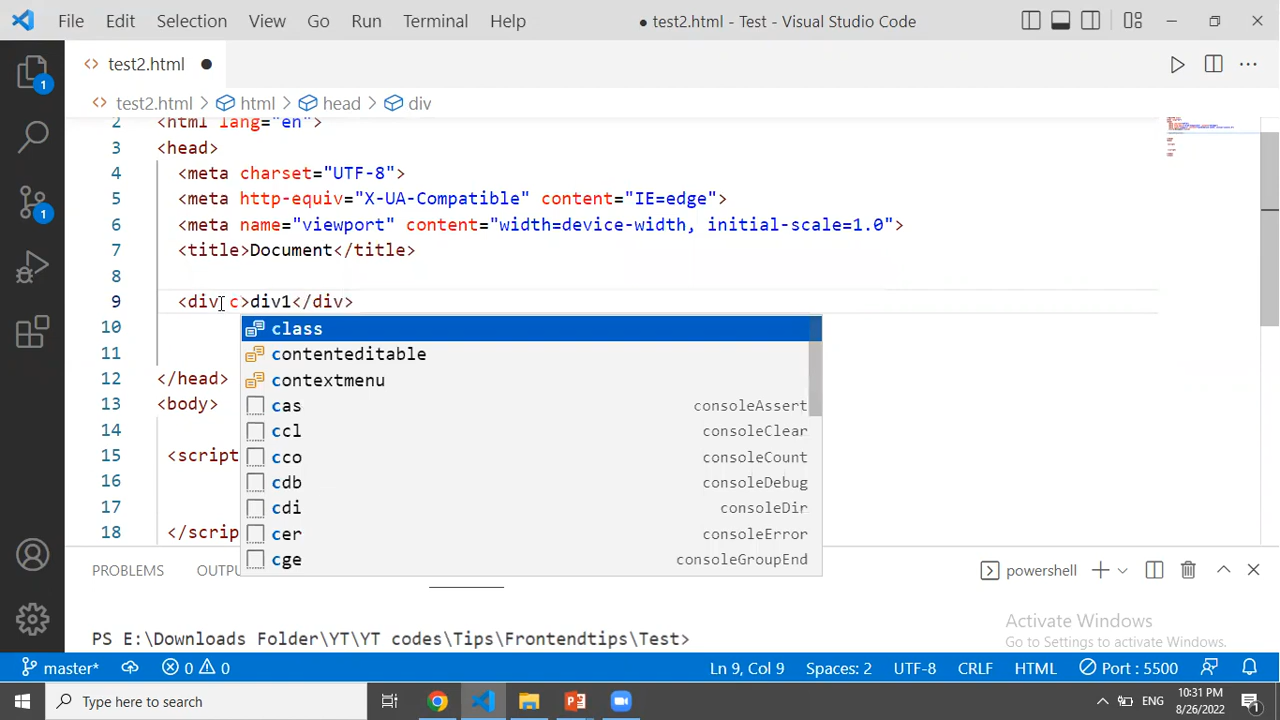 File Edit Selection View Go Run Terminal Help ● test2.html - Test - Visual Studio Code
<> test2.html ●
<> test2.html > html > head > div
2 <html lang="en">
3 <head>
4 <meta charset="UTF-8">
5 <meta http-equiv="X-UA-Compatible" content="IE=edge">
6 <meta name="viewport" content="width=device-width, initial-scale=1.0">
7 <title>Document</title>
8
9 <div c>div1</div>
10
class
11
contenteditable
12 </head>
contextmenu
13 <body>
cas consoleAssert
14
ccl consoleClear
15 <script
cco consoleCount
16
cdb consoleDebug
17
cdi consoleDir
18 </scrip
cer consoleError
cge consoleGroupEnd
1
1
PROBLEMS OUTPU powershell
PS E:\Downloads Folder\YT\YT codes\Tips\Frontendtips\Test>
Activate Windows
Go to Settings to activate Windows.
master* 0 0 Ln 9, Col 9 Spaces: 2 UTF-8 CRLF HTML Port : 5500
Type here to search ENG 10:31 PM 8/26/2022 1